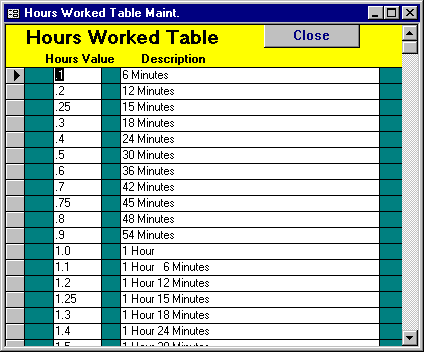 Hours Worked Table Maint.
Hours Worked Table Close
Hours Value Description
.1 6 Minutes
.2 12 Minutes
.25 15 Minutes
.3 18 Minutes
.4 24 Minutes
.5 30 Minutes
.6 36 Minutes
.7 42 Minutes
.75 45 Minutes
.8 48 Minutes
.9 54 Minutes
1.0 1 Hour
1.1 1 Hour   6 Minutes
1.2 1 Hour 12 Minutes
1.25 1 Hour 15 Minutes
1.3 1 Hour 18 Minutes
1.4 1 Hour 24 Minutes
1.5 1 Hour 30 Minutes